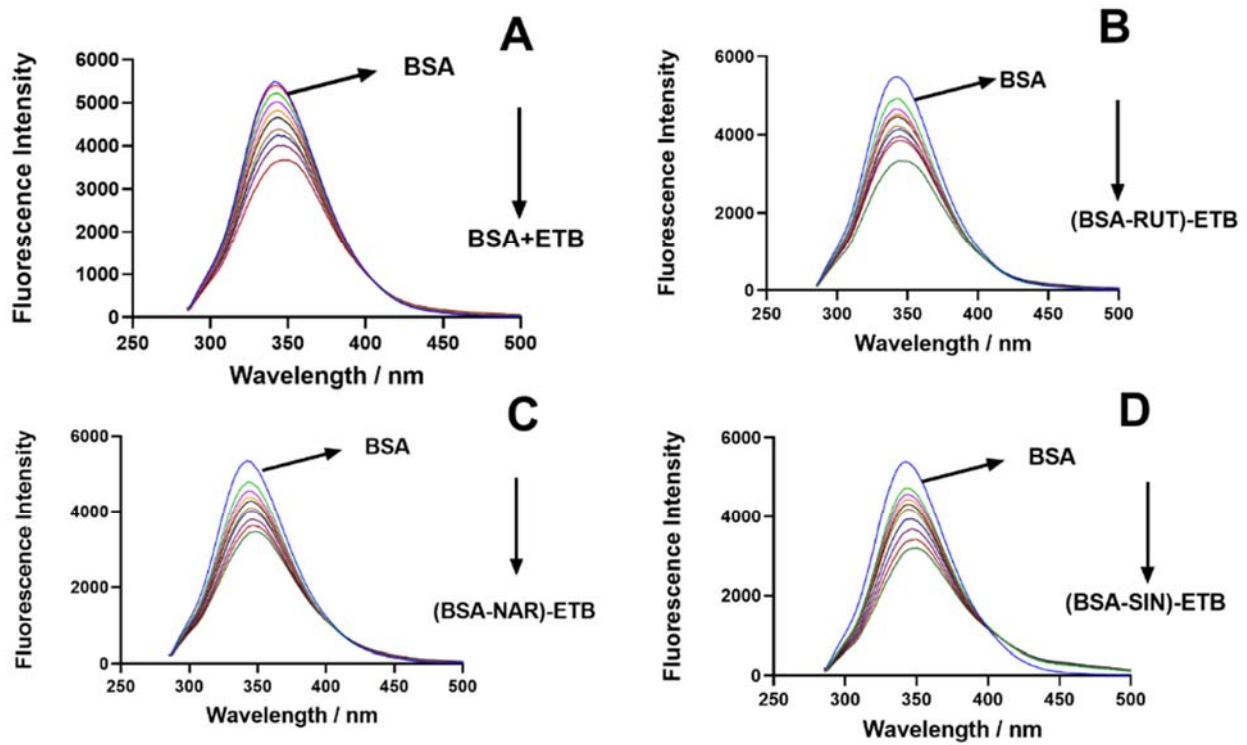 A
Fluorescence Intensity
6000
5000
4000
3000
2000
1000
0
BSA
BSA+ETB
250 300 350 400 450 500
Wavelength / nm
B
Fluorescence Intensity
6000
4000
2000
0
BSA
(BSA-RUT)-ETB
250 300 350 400 450 500
Wavelength / nm
C
Fluorescence Intensity
6000
4000
2000
0
BSA
(BSA-NAR)-ETB
250 300 350 400 450 500
Wavelength / nm
D
Fluorescence Intensity
6000
4000
2000
0
BSA
(BSA-SIN)-ETB
250 300 350 400 450 500
Wavelength / nm